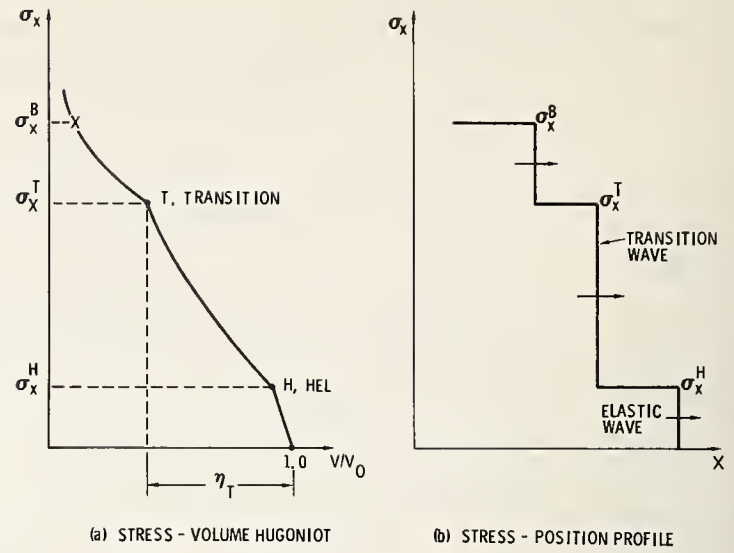 σₓ
σₓᴮ
X
σₓᵀ
T, TRANSITION
σₓᴴ
H, HEL
1.0
V/V₀
η_T
(a) STRESS - VOLUME HUGONIOT
σₓ
σₓᴮ
σₓᵀ
TRANSITION
WAVE
σₓᴴ
ELASTIC
WAVE
X
(b) STRESS - POSITION PROFILE